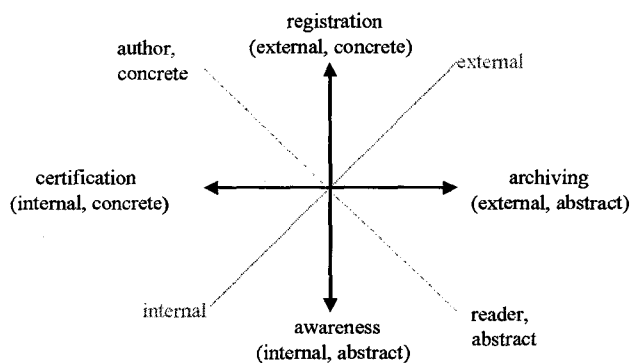 registration
(external, concrete)
author,
concrete
external
certification
(internal, concrete)
archiving
(external, abstract)
internal
awareness
(internal, abstract)
reader,
abstract